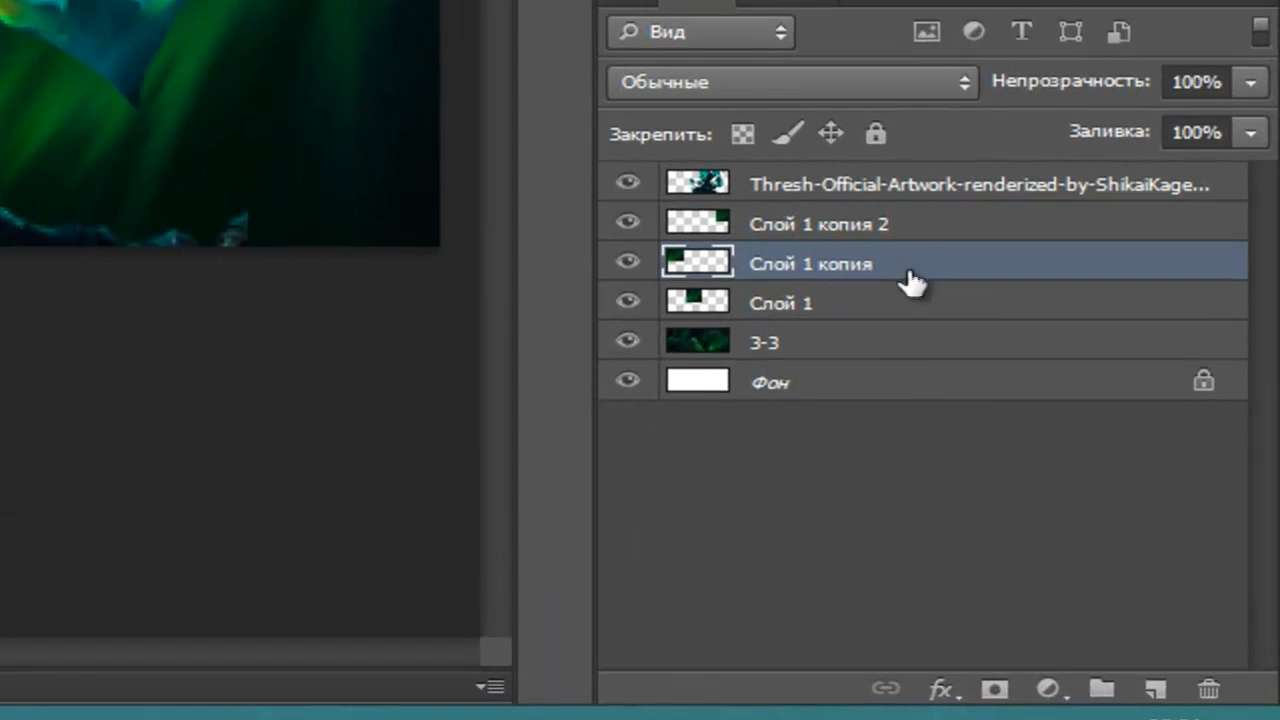 Вид
Обычные Непрозрачность: 100%
Закрепить: Заливка: 100%
Thresh-Official-Artwork-renderized-by-ShikaiKage...
Слой 1 копия 2
Слой 1 копия
Слой 1
3-3
Фон
fx